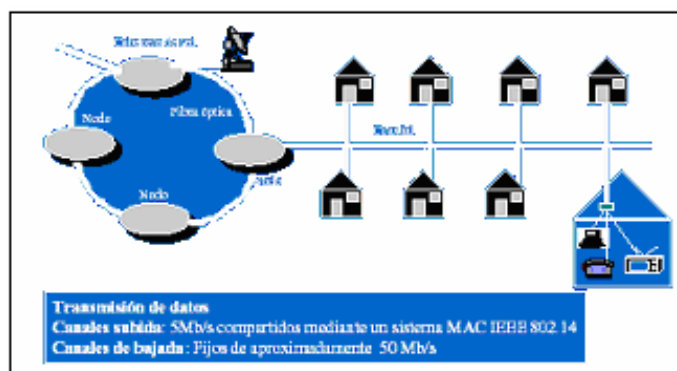 Nodo
Fibra óptica
Nodo
Transmisión de datos
Canales subida: 5Mb/s compartidos mediante un sistema MAC IEEE 802.14
Canales de bajada: Fijos de aproximadamente 50 Mb/s